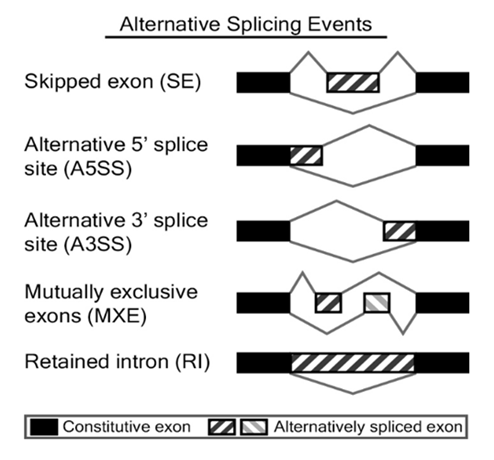 Alternative Splicing Events
Skipped exon (SE)
Alternative 5’ splice
site (A5SS)
Alternative 3’ splice
site (A3SS)
Mutually exclusive
exons (MXE)
Retained intron (RI)
Constitutive exon Alternatively spliced exon